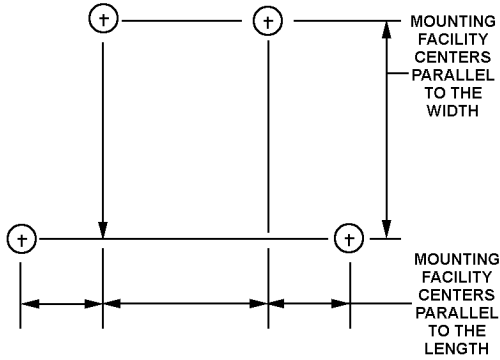 MOUNTING
FACILITY
CENTERS
PARALLEL
TO THE
WIDTH
MOUNTING
FACILITY
CENTERS
PARALLEL
TO THE
LENGTH